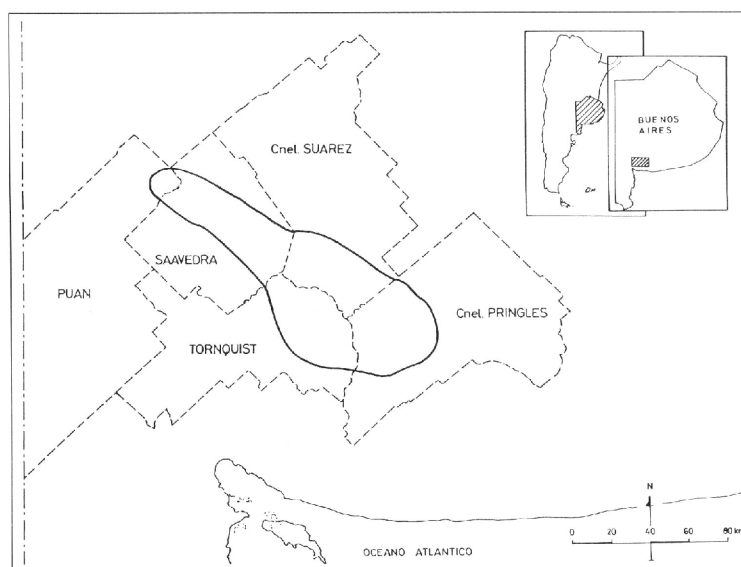 Cnel. SUAREZ
BUENOS
AIRES
SAAVEDRA
PUAN
Cnel. PRINGLES
TORNQUIST
N
0 20 40 60 80 km
OCEANO ATLANTICO